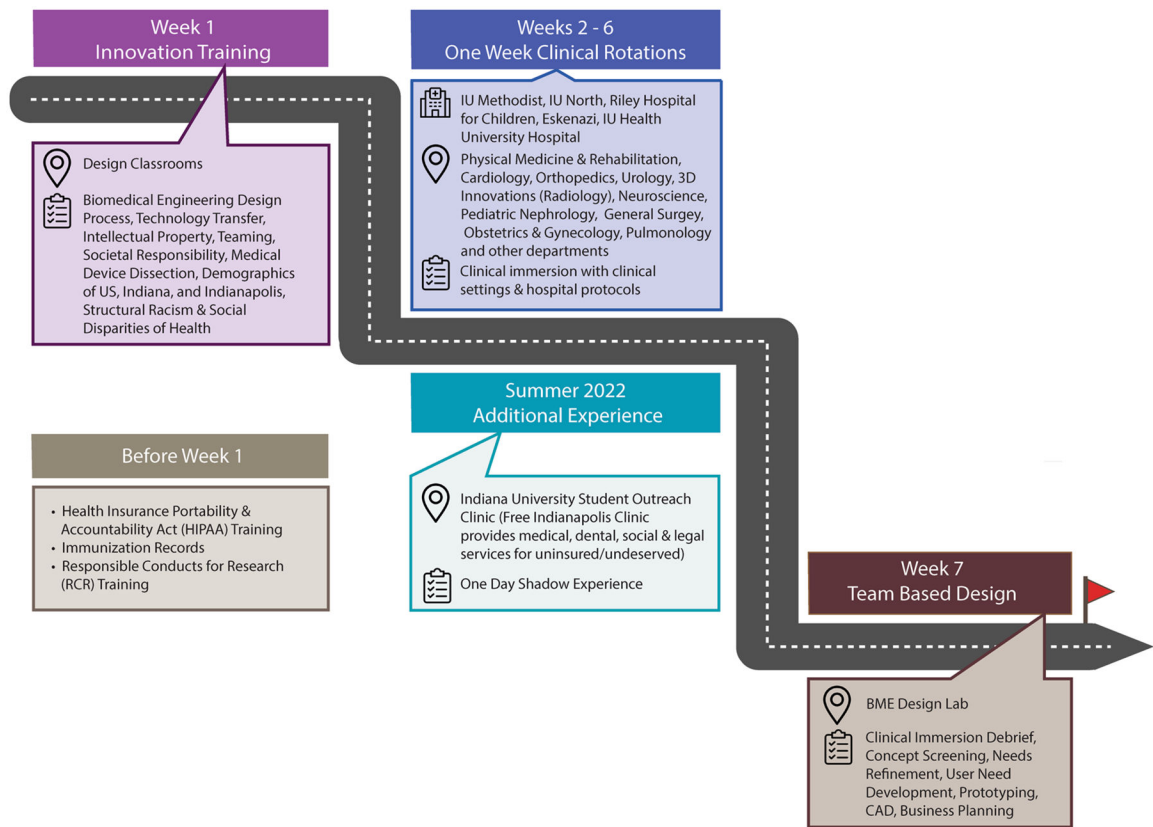 Week 1
Innovation Training
Design Classrooms
Biomedical Engineering Design
Process, Technology Transfer,
Intellectual Property, Teaming,
Societal Responsibility, Medical
Device Dissection, Demographics
of US, Indiana, and Indianapolis,
Structural Racism & Social
Disparities of Health
Weeks 2 - 6
One Week Clinical Rotations
IU Methodist, IU North, Riley Hospital
for Children, Eskenazi, IU Health
University Hospital
Physical Medicine & Rehabilitation,
Cardiology, Orthopedics, Urology, 3D
Innovations (Radiology), Neuroscience,
Pediatric Nephrology, General Surgey,
Obstetrics & Gynecology, Pulmonology
and other departments
Clinical immersion with clinical
settings & hospital protocols
Before Week 1
• Health Insurance Portability &
Accountability Act (HIPAA) Training
• Immunization Records
• Responsible Conducts for Research
(RCR) Training
Summer 2022
Additional Experience
Indiana University Student Outreach
Clinic (Free Indianapolis Clinic
provides medical, dental, social & legal
services for uninsured/undeserved)
One Day Shadow Experience
Week 7
Team Based Design
BME Design Lab
Clinical Immersion Debrief,
Concept Screening, Needs
Refinement, User Need
Development, Prototyping,
CAD, Business Planning